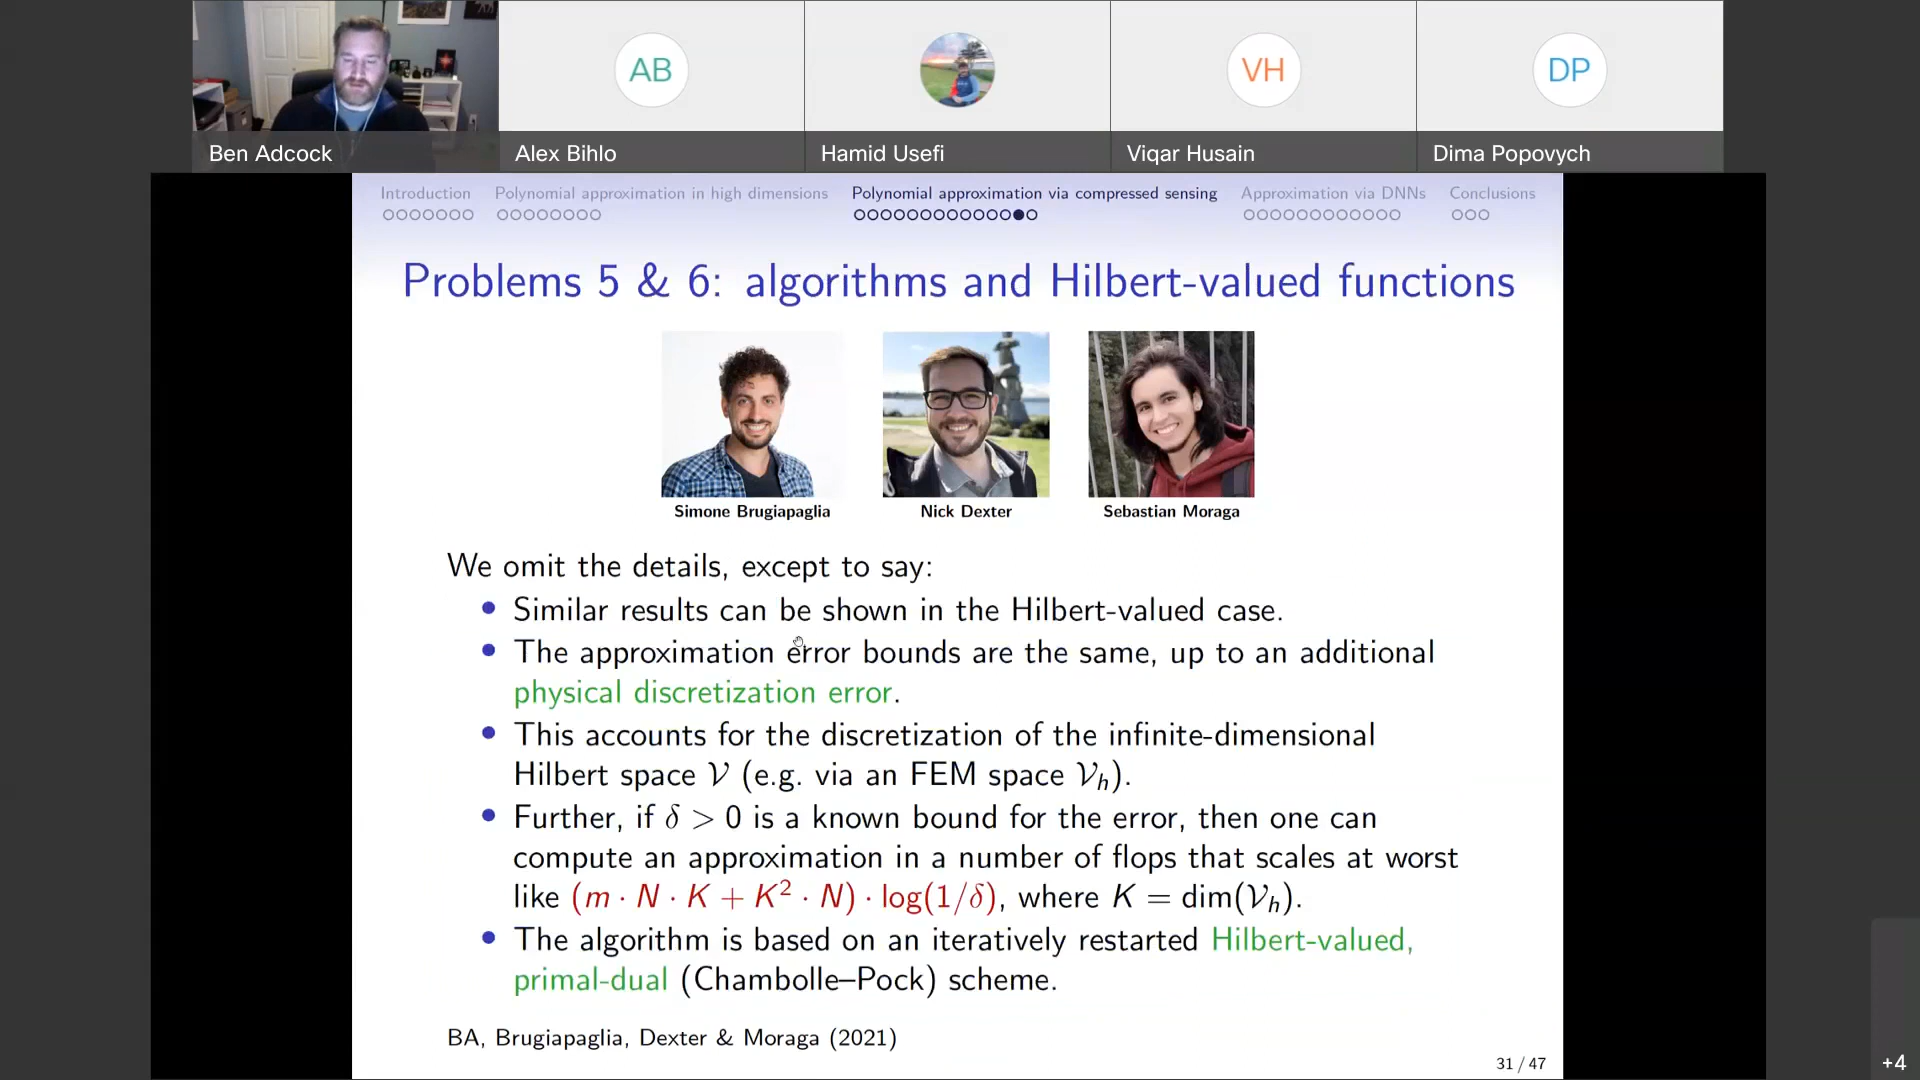 AB
VH
DP
Ben Adcock
Alex Bihlo
Hamid Usefi
Viqar Husain
Dima Popovych
Introduction
Polynomial approximation in high dimensions
Polynomial approximation via compressed sensing
Approximation via DNNs
Conclusions
Problems 5 & 6: algorithms and Hilbert-valued functions
Simone Brugiapaglia
Nick Dexter
Sebastian Moraga
We omit the details, except to say:
• Similar results can be shown in the Hilbert-valued case.
• The approximation error bounds are the same, up to an additional
physical discretization error.
• This accounts for the discretization of the infinite-dimensional
Hilbert space 𝒱 (e.g. via an FEM space 𝒱ₕ).
• Further, if δ > 0 is a known bound for the error, then one can
compute an approximation in a number of flops that scales at worst
like (m · N · K + K² · N) · log(1/δ), where K = dim(𝒱ₕ).
• The algorithm is based on an iteratively restarted Hilbert-valued,
primal-dual (Chambolle–Pock) scheme.
BA, Brugiapaglia, Dexter & Moraga (2021)
31 / 47
+4